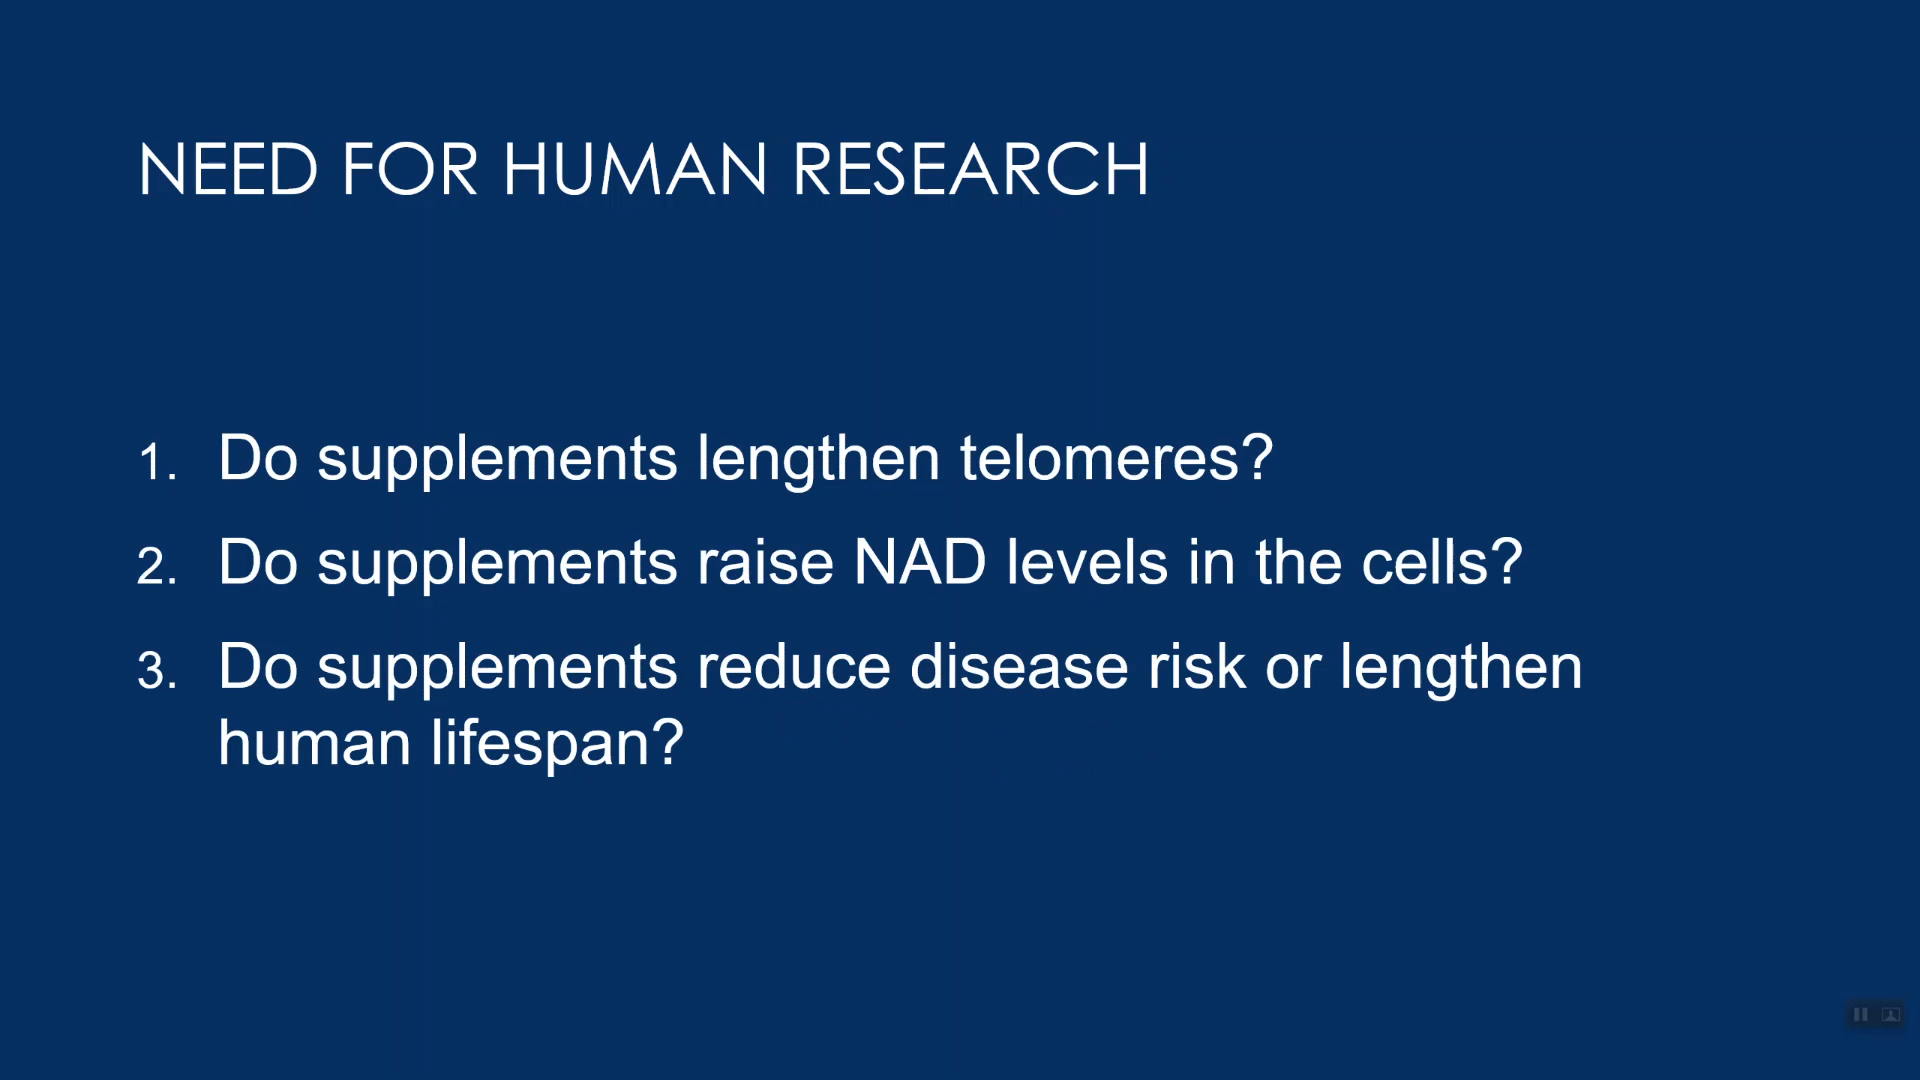 NEED FOR HUMAN RESEARCH
1. Do supplements lengthen telomeres?
2. Do supplements raise NAD levels in the cells?
3. Do supplements reduce disease risk or lengthen
human lifespan?